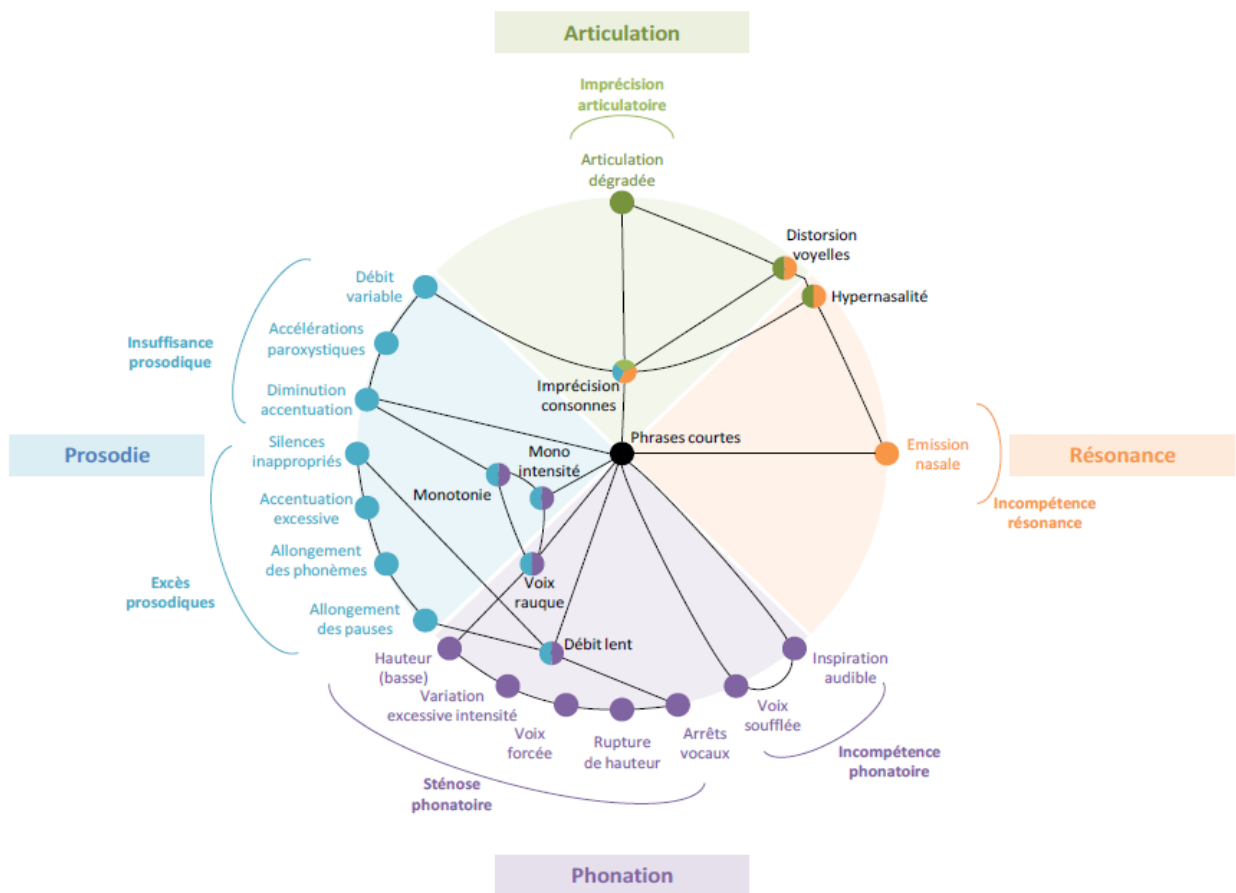 Articulation
Imprécision
articulatoire
Articulation
dégradée
Distorsion
voyelles
Hypernasalité
Débit
variable
Accélérations
paroxystiques
Insuffisance
prosodique
Diminution
accentuation
Imprécision
consonnes
Phrases courtes
Prosodie
Silences
inappropriés
Mono
intensité
Monotonie
Emission
nasale
Résonance
Incompétence
résonance
Accentuation
excessive
Allongement
des phonèmes
Excès
prosodiques
Voix
rauque
Allongement
des pauses
Débit lent
Hauteur
(basse)
Variation
excessive intensité
Voix
forcée
Rupture
de hauteur
Arrêts
vocaux
Voix
soufflée
Inspiration
audible
Incompétence
phonatoire
Sténose
phonatoire
Phonation